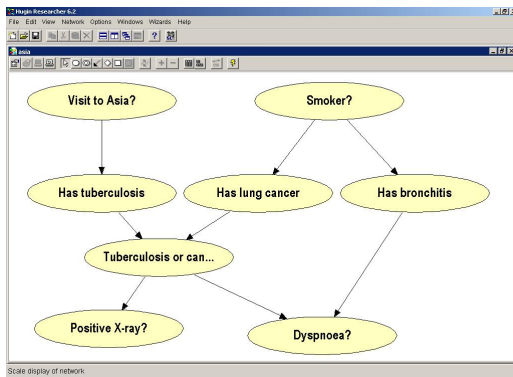 Hugin Researcher 6.2
File Edit View Network Options Windows Wizards Help
asia
Visit to Asia?
Smoker?
Has tuberculosis
Has lung cancer
Has bronchitis
Tuberculosis or can...
Positive X-ray?
Dyspnoea?
Scale display of network